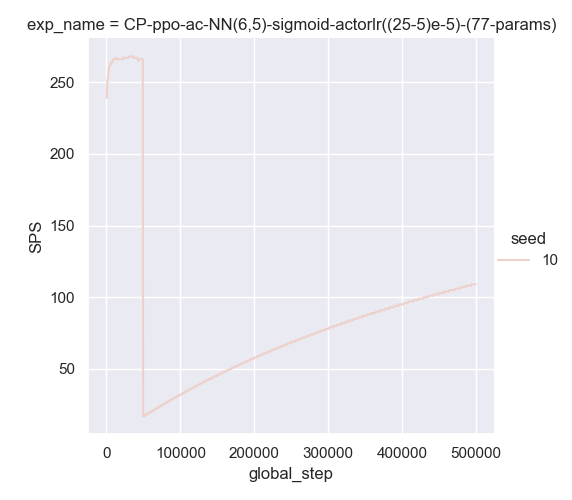 exp_name = CP-ppo-ac-NN(6,5)-sigmoid-actorlr((25-5)e-5)-(77-params)
250
200
150
100
50
SPS
0 100000 200000 300000 400000 500000
global_step
seed
10